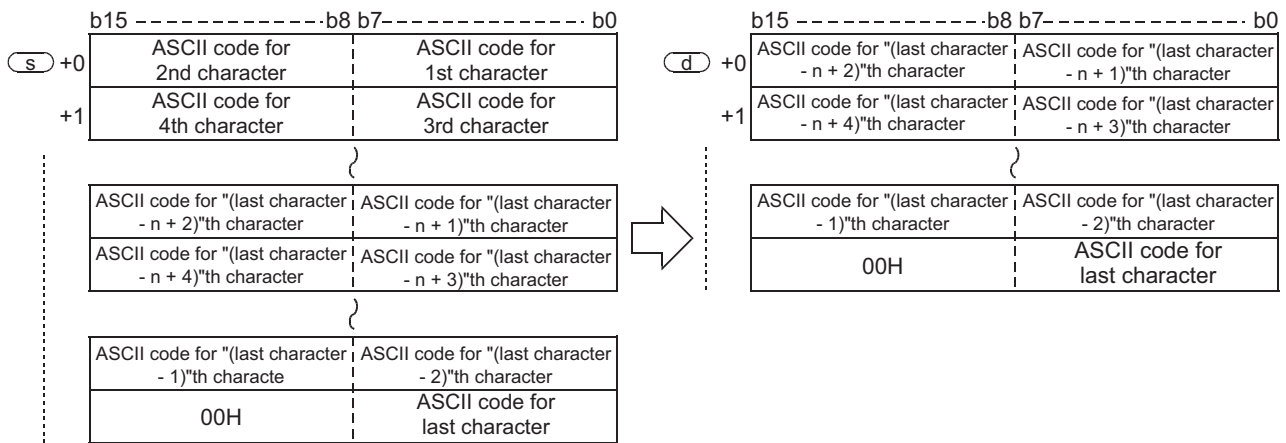 b15 -------------b8 b7------------- b0
s +0
ASCII code for
2nd character
ASCII code for
1st character
+1
ASCII code for
4th character
ASCII code for
3rd character
ASCII code for "(last character
- n + 2)"th character
ASCII code for "(last character
- n + 1)"th character
ASCII code for "(last character
- n + 4)"th character
ASCII code for "(last character
- n + 3)"th character
ASCII code for "(last character
- 1)"th characte
ASCII code for "(last character
- 2)"th character
00H
ASCII code for
last character
b15 -------------b8 b7------------- b0
d +0
ASCII code for "(last character
- n + 2)"th character
ASCII code for "(last character
- n + 1)"th character
+1
ASCII code for "(last character
- n + 4)"th character
ASCII code for "(last character
- n + 3)"th character
ASCII code for "(last character
- 1)"th character
ASCII code for "(last character
- 2)"th character
00H
ASCII code for
last character